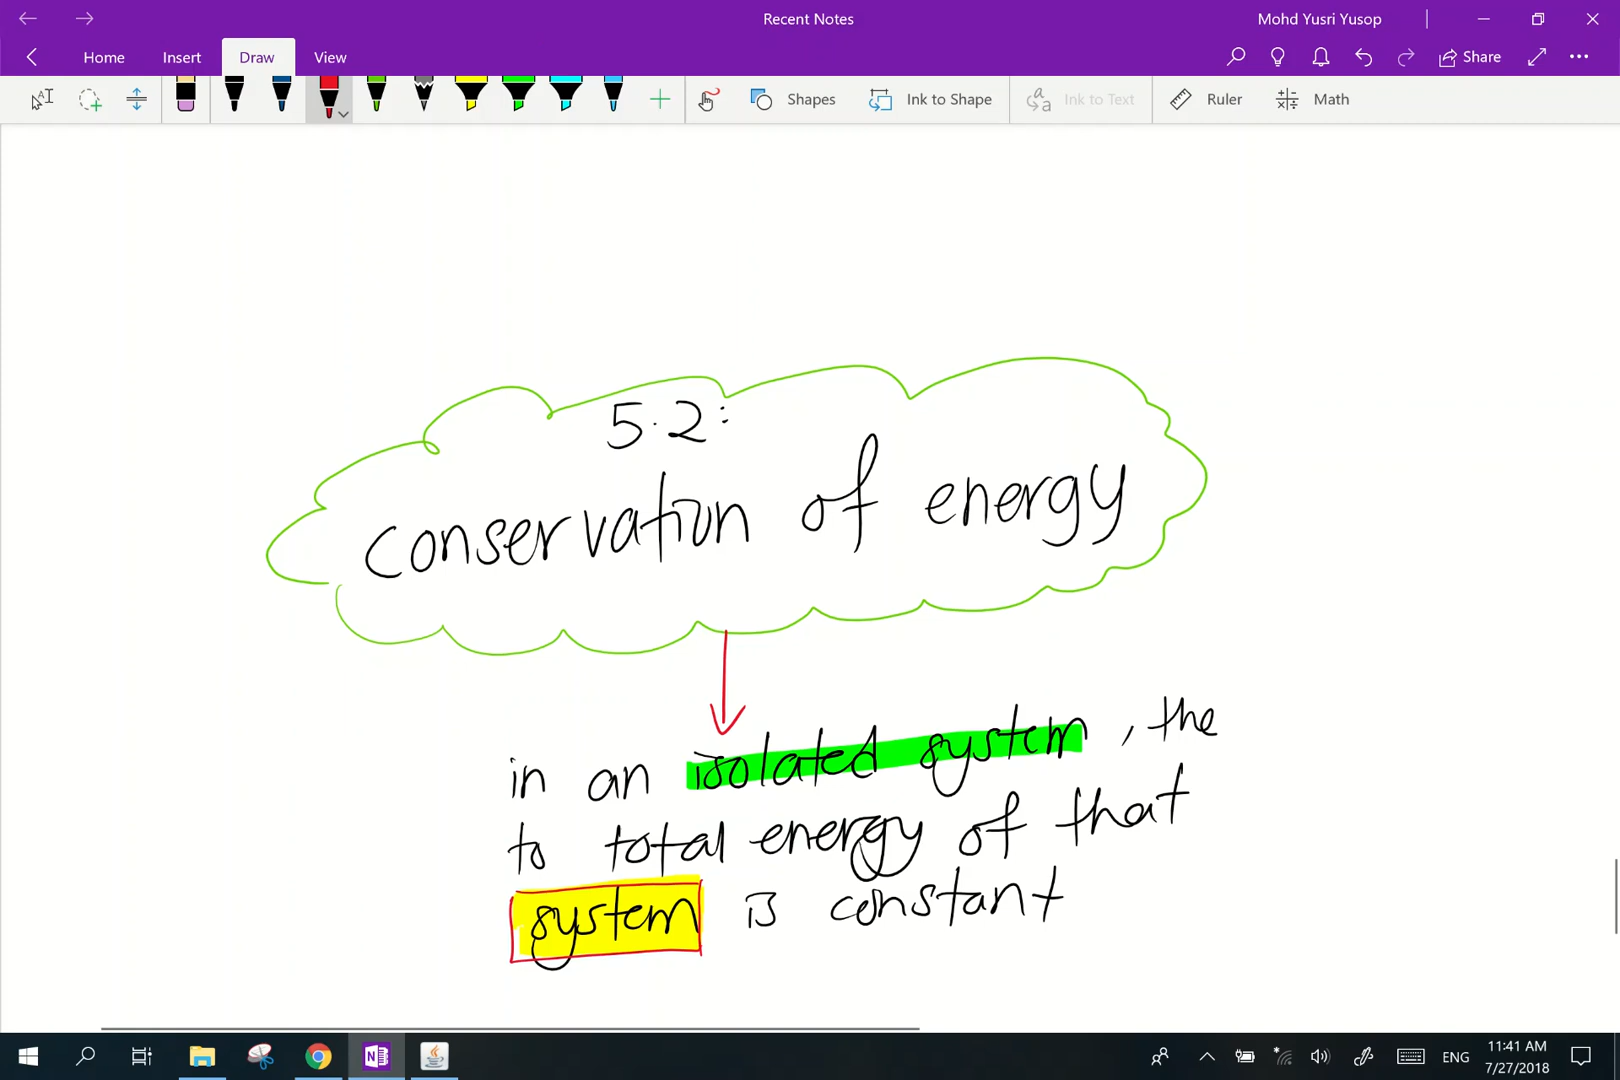 Recent Notes
Mohd Yusri Yusop
Home Insert Draw View
Share
Shapes
Ink to Shape
Ink to Text
Ruler
Math
5.2:
conservation of energy
in an isolated system, the
to total energy of that
system is constant
ENG
11:41 AM
7/27/2018